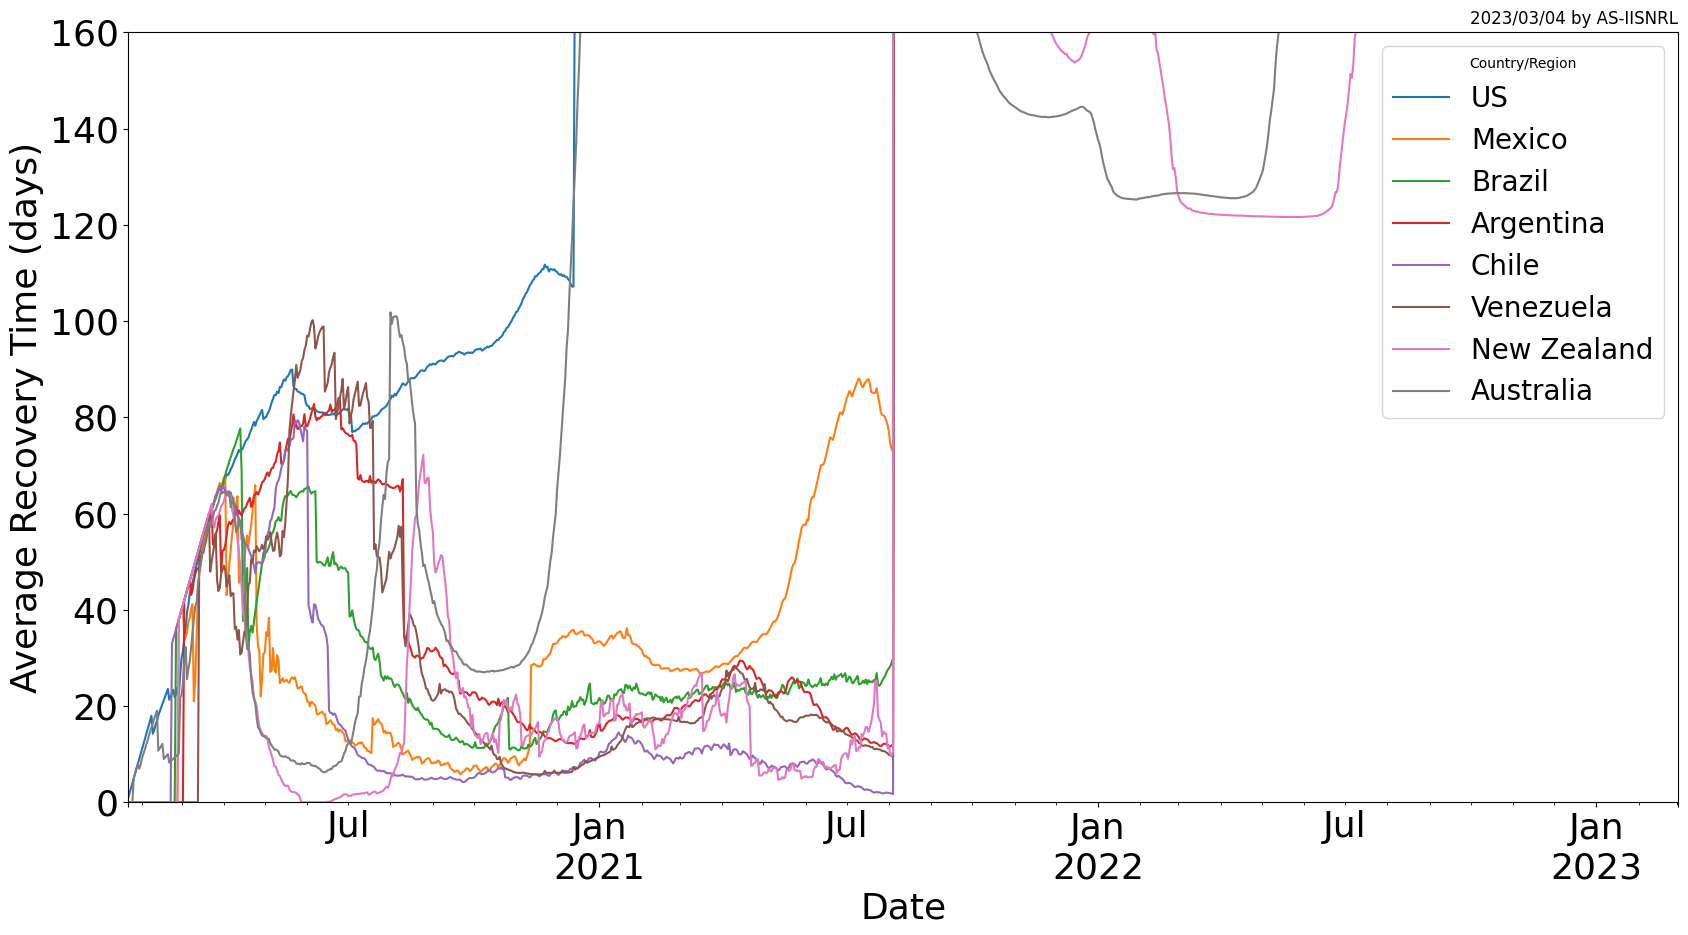 2023/03/04 by AS-IISNRL
Average Recovery Time (days)
160
140
120
100
80
60
40
20
0
Country/Region
US
Mexico
Brazil
Argentina
Chile
Venezuela
New Zealand
Australia
Jul
Jan
2021
Jul
Jan
2022
Jul
Jan
2023
Date